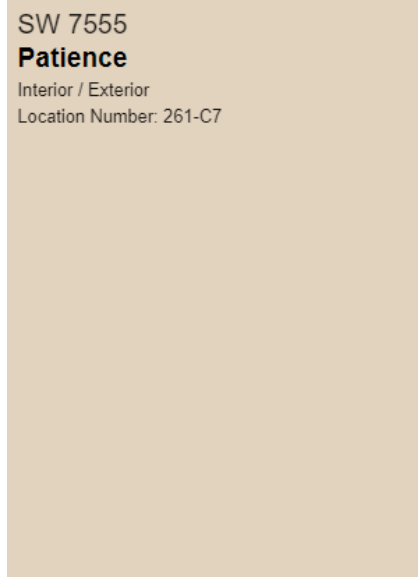 SW 7555
Patience
Interior / Exterior
Location Number: 261-C7